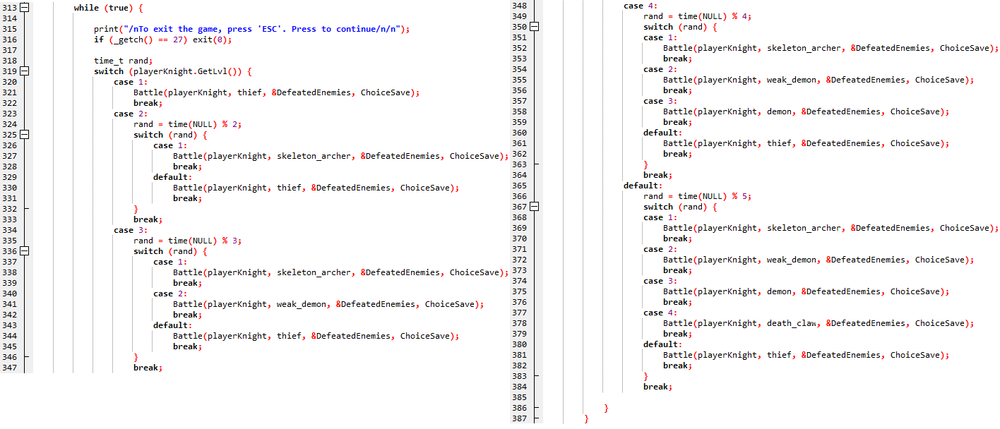 313 while (true) {
314
315 print("/nTo exit the game, press 'ESC'. Press to continue/n/n");
316 if (_getch() == 27) exit(0);
317
318 time_t rand;
319 switch (playerKnight.GetLvl()) {
320 case 1:
321 Battle(playerKnight, thief, &DefeatedEnemies, ChoiceSave);
322 break;
323 case 2:
324 rand = time(NULL) % 2;
325 switch (rand) {
326 case 1:
327 Battle(playerKnight, skeleton_archer, &DefeatedEnemies, ChoiceSave);
328 break;
329 default:
330 Battle(playerKnight, thief, &DefeatedEnemies, ChoiceSave);
331 break;
332 }
333 break;
334 case 3:
335 rand = time(NULL) % 3;
336 switch (rand) {
337 case 1:
338 Battle(playerKnight, skeleton_archer, &DefeatedEnemies, ChoiceSave);
339 break;
340 case 2:
341 Battle(playerKnight, weak_demon, &DefeatedEnemies, ChoiceSave);
342 break;
343 default:
344 Battle(playerKnight, thief, &DefeatedEnemies, ChoiceSave);
345 break;
346 }
347 break;
348 case 4:
349 rand = time(NULL) % 4;
350 switch (rand) {
351 case 1:
352 Battle(playerKnight, skeleton_archer, &DefeatedEnemies, ChoiceSave);
353 break;
354 case 2:
355 Battle(playerKnight, weak_demon, &DefeatedEnemies, ChoiceSave);
356 break;
357 case 3:
358 Battle(playerKnight, demon, &DefeatedEnemies, ChoiceSave);
359 break;
360 default:
361 Battle(playerKnight, thief, &DefeatedEnemies, ChoiceSave);
362 break;
363 }
364 break;
365 default:
366 rand = time(NULL) % 5;
367 switch (rand) {
368 case 1:
369 Battle(playerKnight, skeleton_archer, &DefeatedEnemies, ChoiceSave);
370 break;
371 case 2:
372 Battle(playerKnight, weak_demon, &DefeatedEnemies, ChoiceSave);
373 break;
374 case 3:
375 Battle(playerKnight, demon, &DefeatedEnemies, ChoiceSave);
376 break;
377 case 4:
378 Battle(playerKnight, death_claw, &DefeatedEnemies, ChoiceSave);
379 break;
380 default:
381 Battle(playerKnight, thief, &DefeatedEnemies, ChoiceSave);
382 break;
383 }
384 break;
385
386 }
387 }